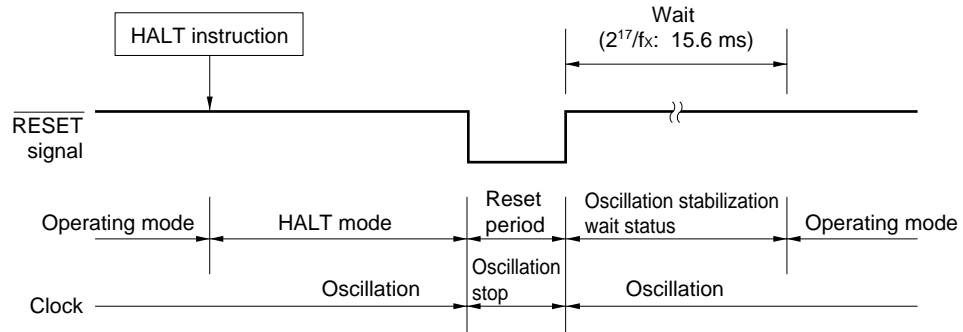 Wait
(2¹⁷/fx: 15.6 ms)
HALT instruction
RESET
signal
Operating mode
HALT mode
Reset
period
Oscillation stabilization
wait status
Operating mode
Clock
Oscillation
Oscillation
stop
Oscillation